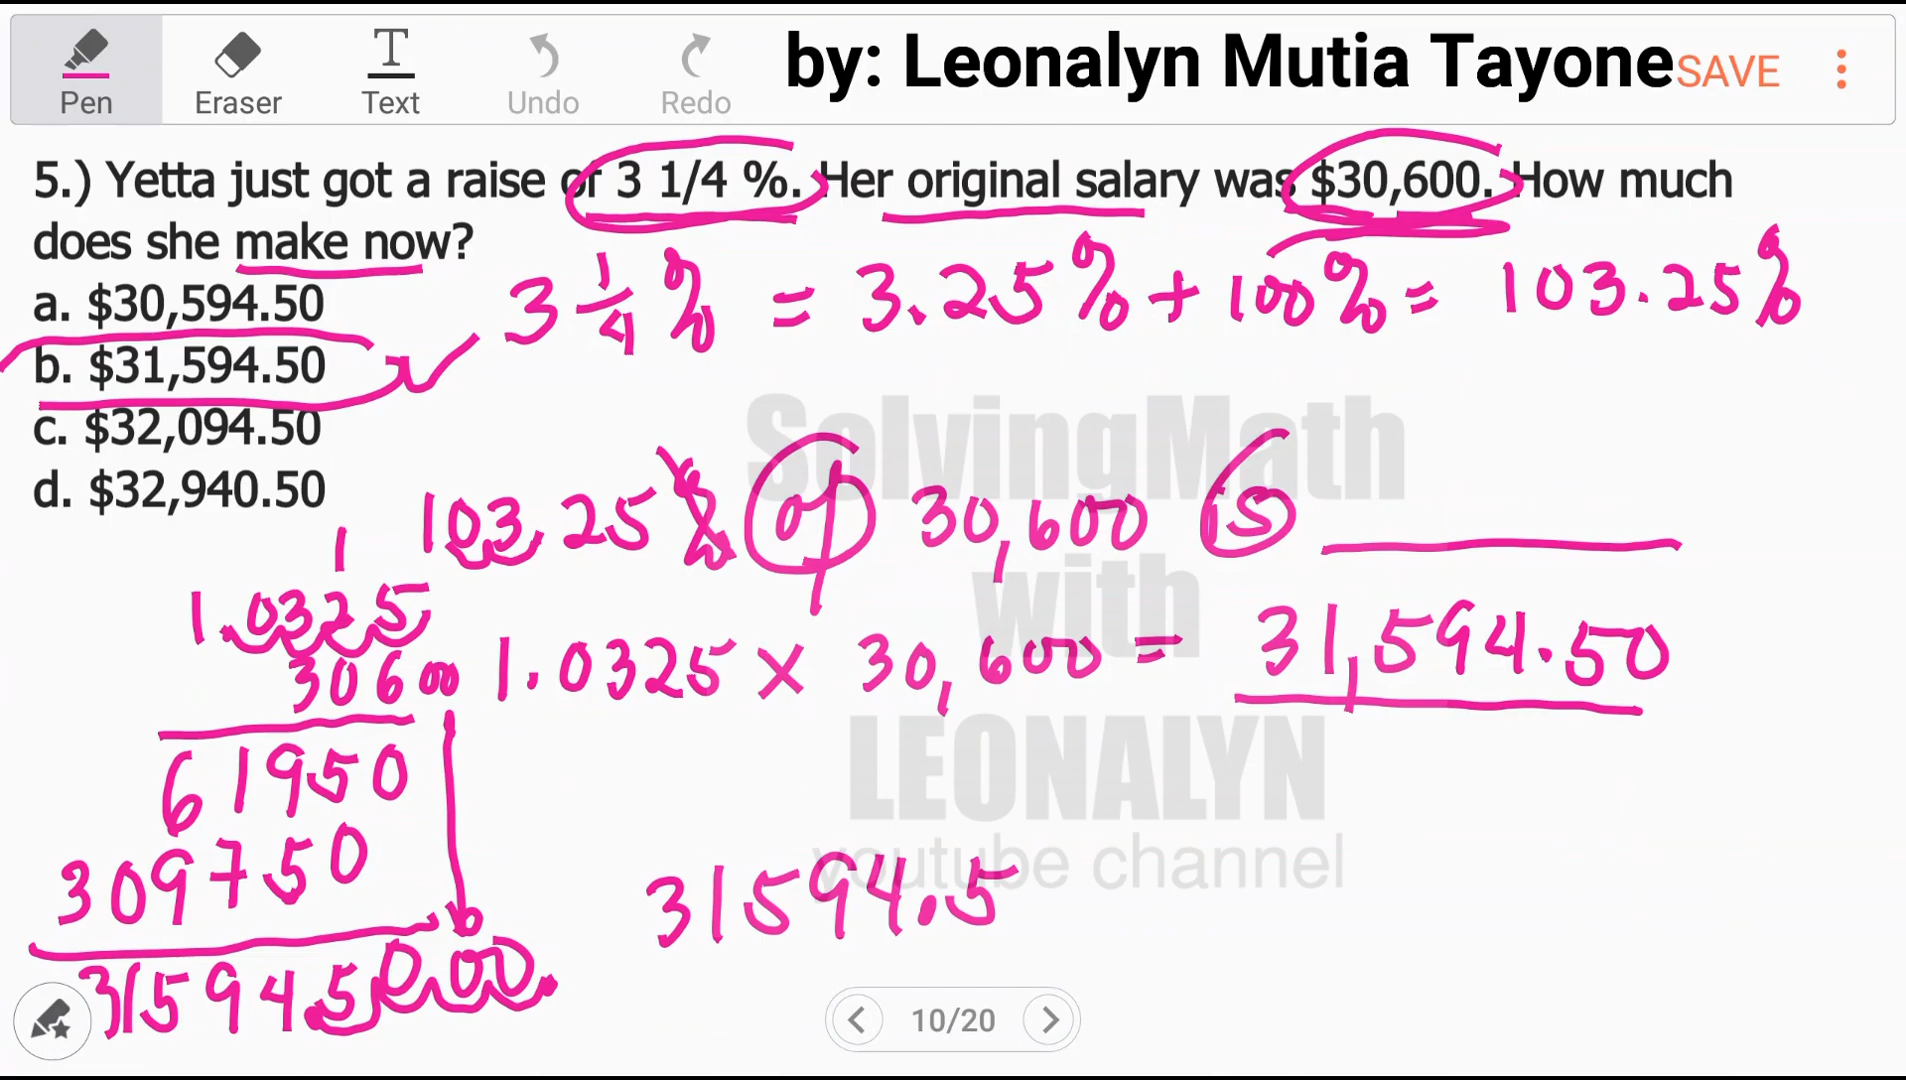 Pen Eraser Text Undo Redo by: Leonalyn Mutia Tayone SAVE
5.) Yetta just got a raise of 3 1/4 %. Her original salary was $30,600. How much
does she make now?
a. $30,594.50
b. $31,594.50
c. $32,094.50
d. $32,940.50
3 1/4 % = 3.25% + 100% = 103.25%
SolvingMath
with
LEONALYN
youtube channel
103.25% of 30,600 is
1
1.0325
30600
1.0325 x 30,600 = 31,594.50
61950
309750
315945000
31594.5
10/20